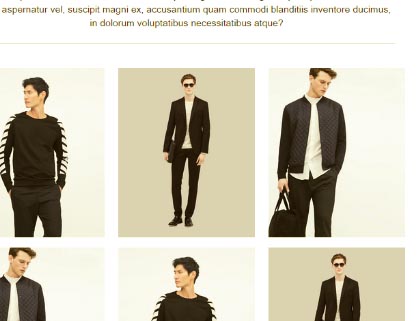 aspernatur vel, suscipit magni ex, accusantium quam commodi blanditiis inventore ducimus,
in dolorum voluptatibus necessitatibus atque?